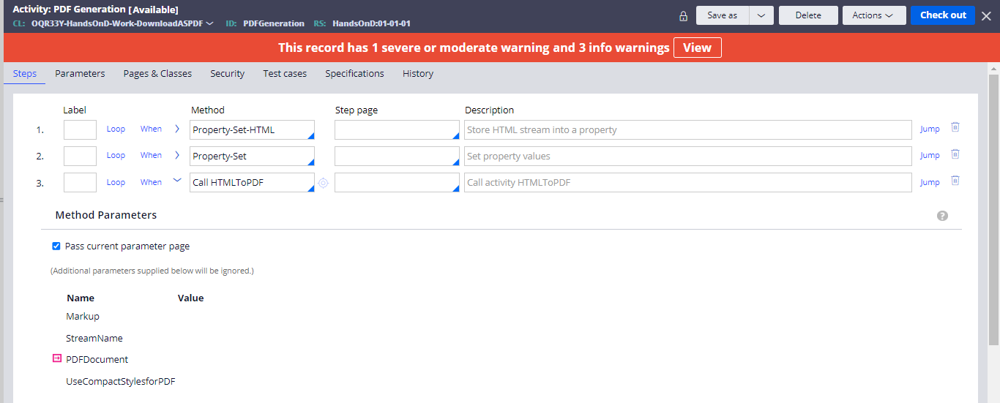 Activity: PDF Generation [Available]
CL: OQR33Y-HandsOnD-Work-DownloadASPDF ID: PDFGeneration RS: HandsOnD:01-01-01
Save as Delete Actions Check out
This record has 1 severe or moderate warning and 3 info warnings View
Steps Parameters Pages & Classes Security Test cases Specifications History
Label Method Step page Description
1. Loop When Property-Set-HTML Store HTML stream into a property Jump
2. Loop When Property-Set Set property values Jump
3. Loop When Call HTMLToPDF Call activity HTMLToPDF Jump
Method Parameters ?
Pass current parameter page
(Additional parameters supplied below will be ignored.)
Name Value
Markup
StreamName
PDFDocument
UseCompactStylesforPDF